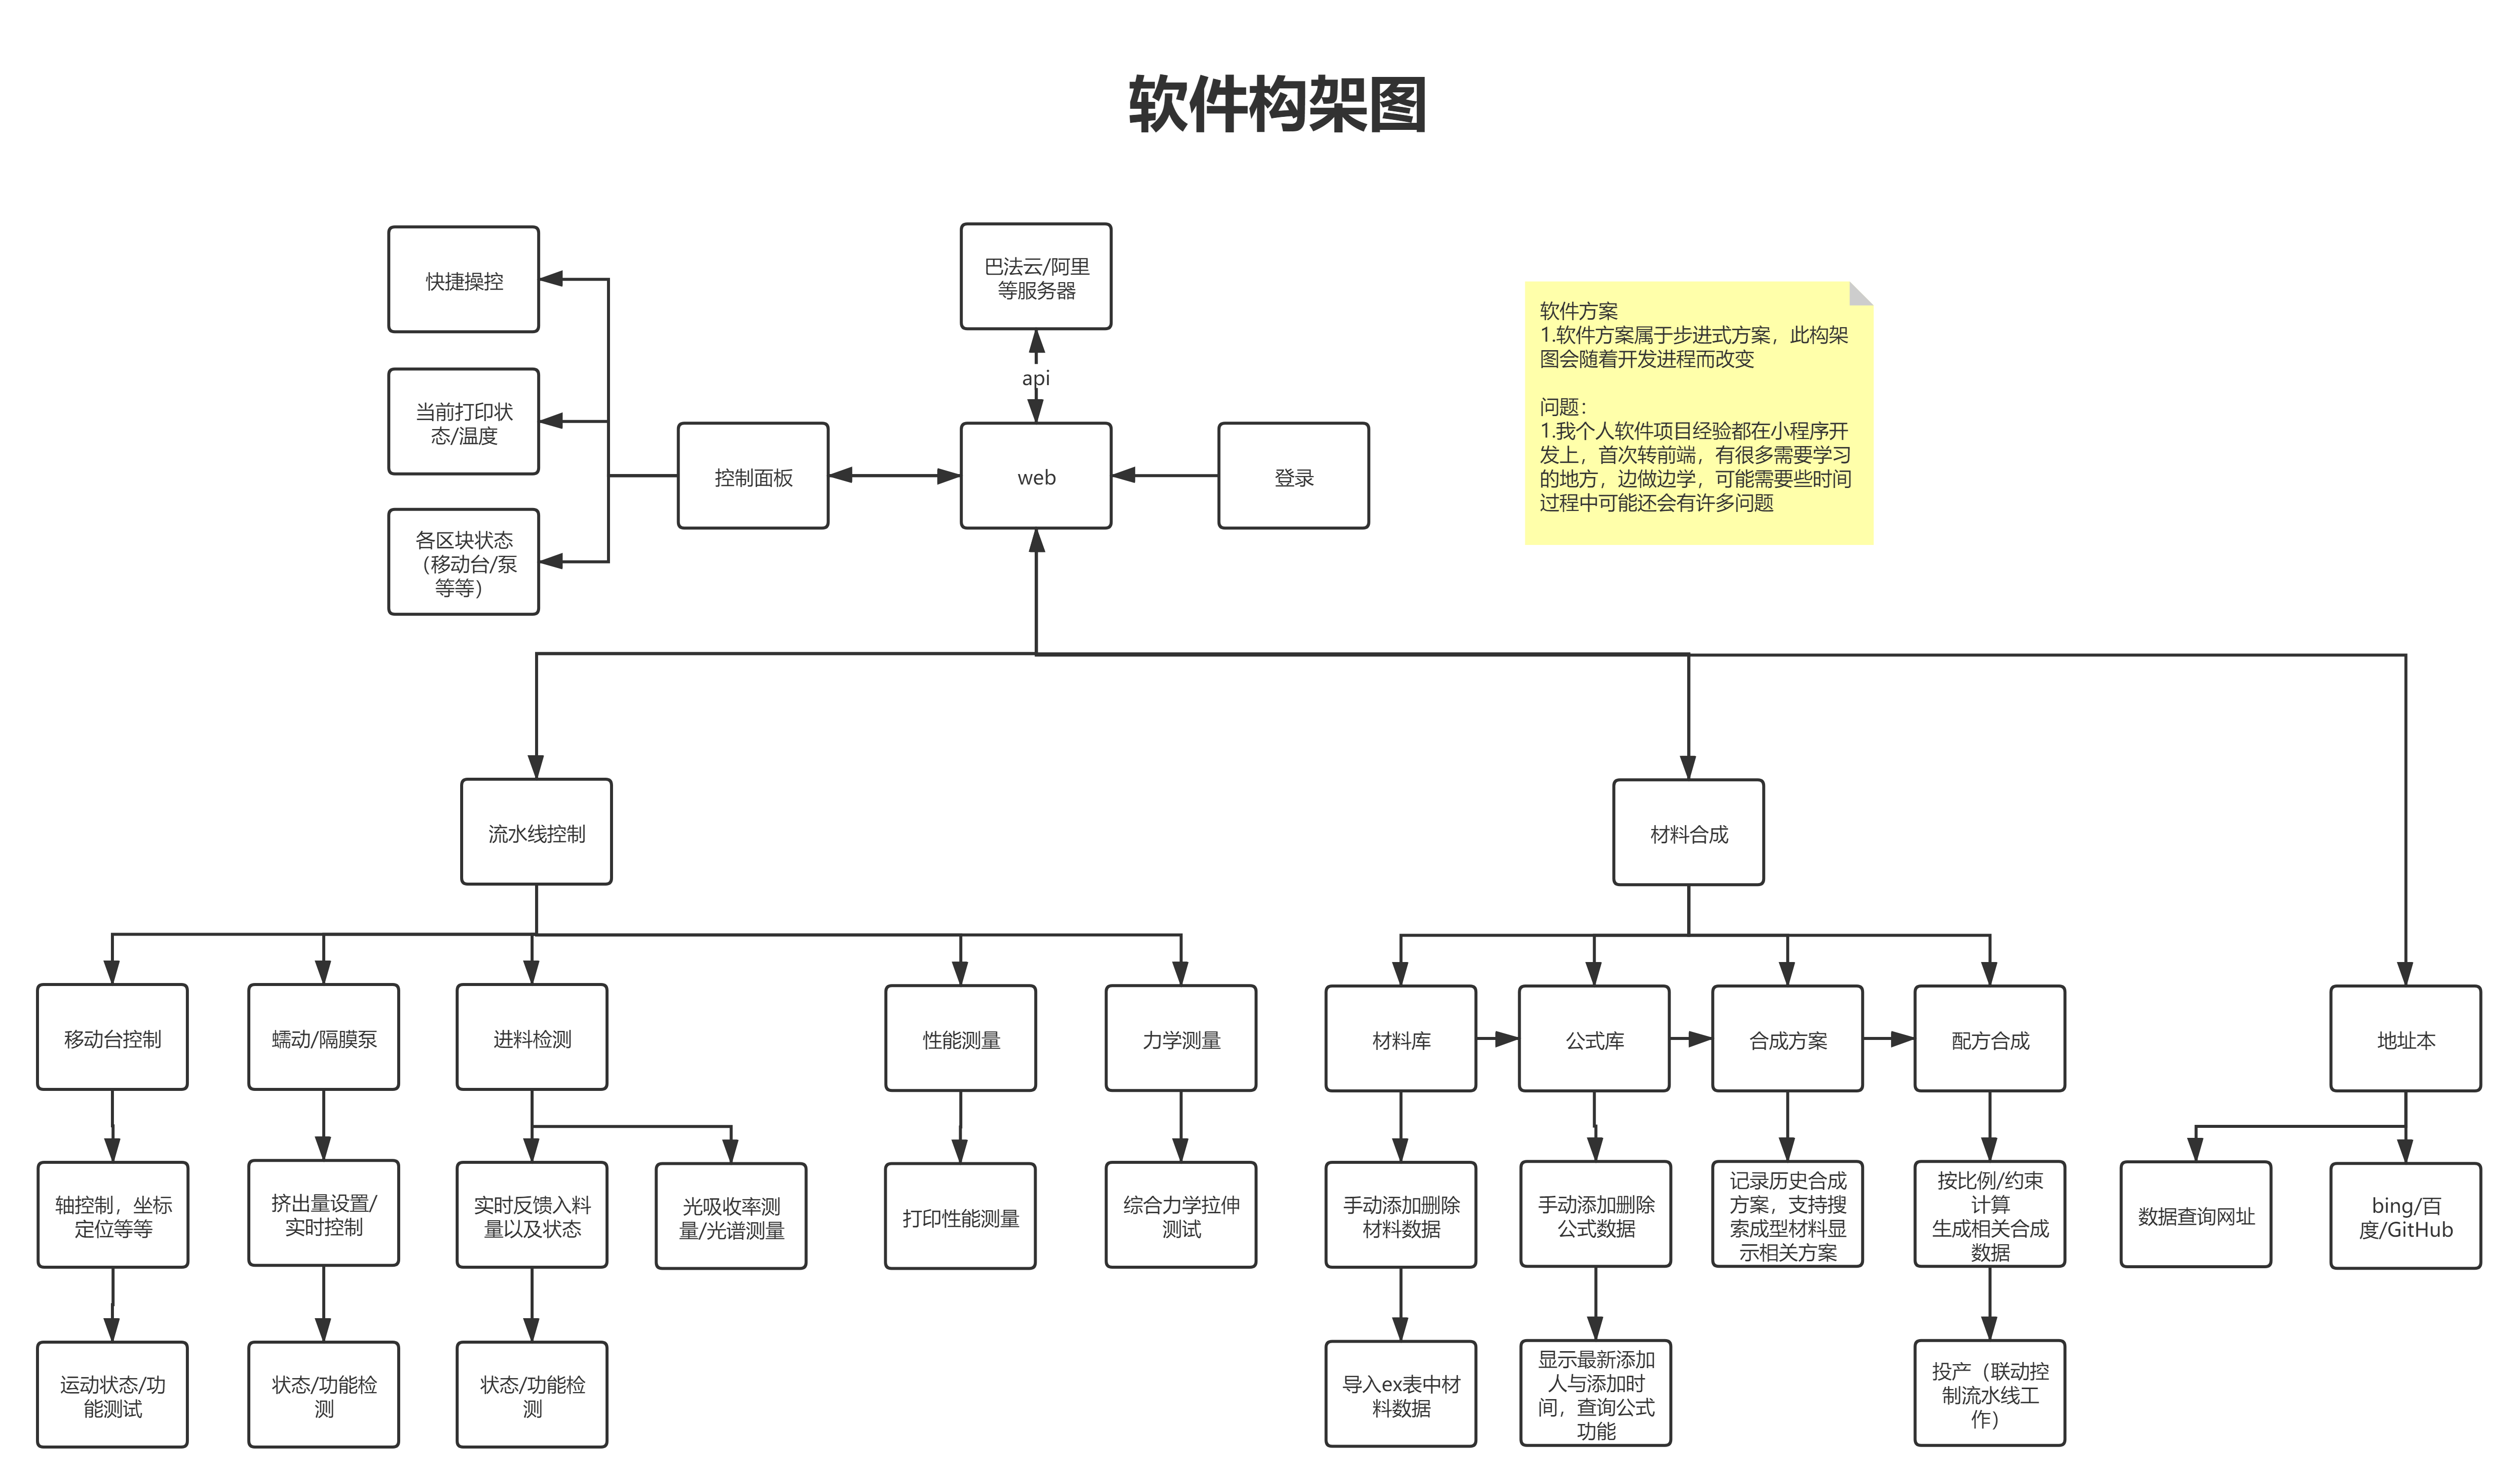 软件构架图
快捷操控
巴法云/阿里
等服务器
软件方案
1.软件方案属于步进式方案，此构架
图会随着开发进程而改变
问题：
1.我个人软件项目经验都在小程序开
发上，首次转前端，有很多需要学习
的地方，边做边学，可能需要些时间
过程中可能还会有许多问题
api
当前打印状
态/温度
控制面板
web
登录
各区块状态
（移动台/泵
等等）
流水线控制
材料合成
移动台控制
蠕动/隔膜泵
进料检测
性能测量
力学测量
材料库
公式库
合成方案
配方合成
地址本
轴控制，坐标
定位等等
挤出量设置/
实时控制
实时反馈入料
量以及状态
光吸收率测
量/光谱测量
打印性能测量
综合力学拉伸
测试
手动添加删除
材料数据
手动添加删除
公式数据
记录历史合成
方案，支持搜
索成型材料显
示相关方案
按比例/约束
计算
生成相关合成
数据
数据查询网址
bing/百
度/GitHub
运动状态/功
能测试
状态/功能检
测
状态/功能检
测
导入ex表中材
料数据
显示最新添加
人与添加时
间，查询公式
功能
投产（联动控
制流水线工
作）